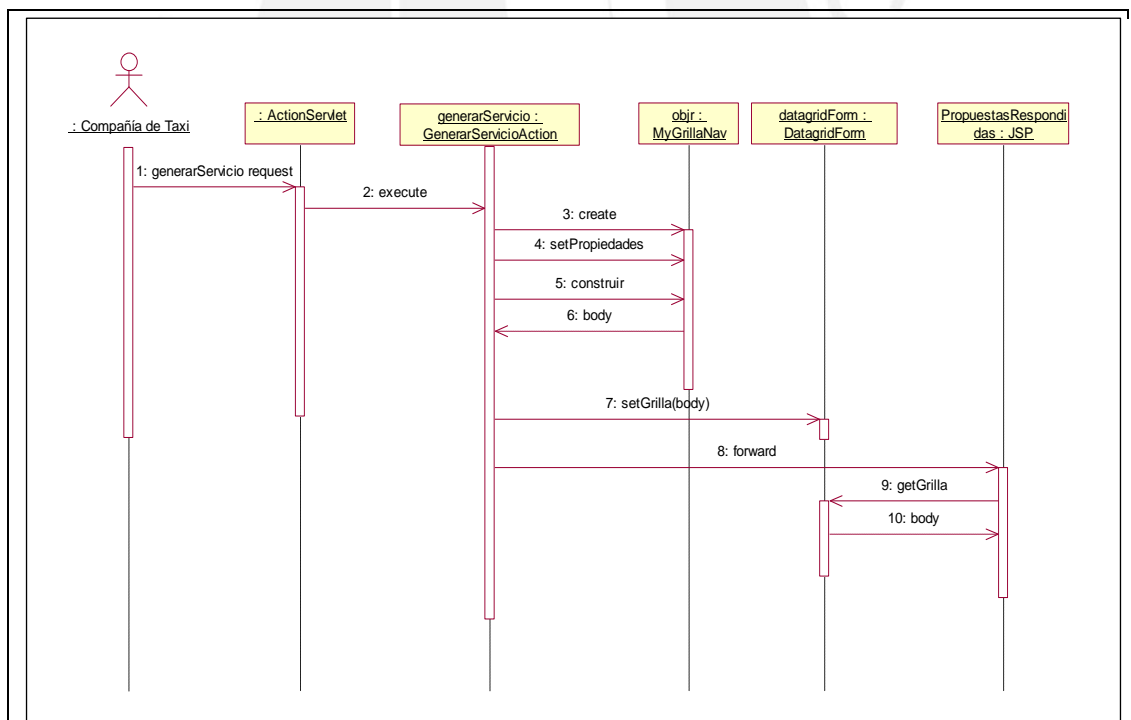 : Compañía de Taxi
: ActionServlet
generarServicio :
GenerarServicioAction
objr :
MyGrillaNav
datagridForm :
DatagridForm
PropuestasRespondi
das : JSP
1: generarServicio request
2: execute
3: create
4: setPropiedades
5: construir
6: body
7: setGrilla(body)
8: forward
9: getGrilla
10: body